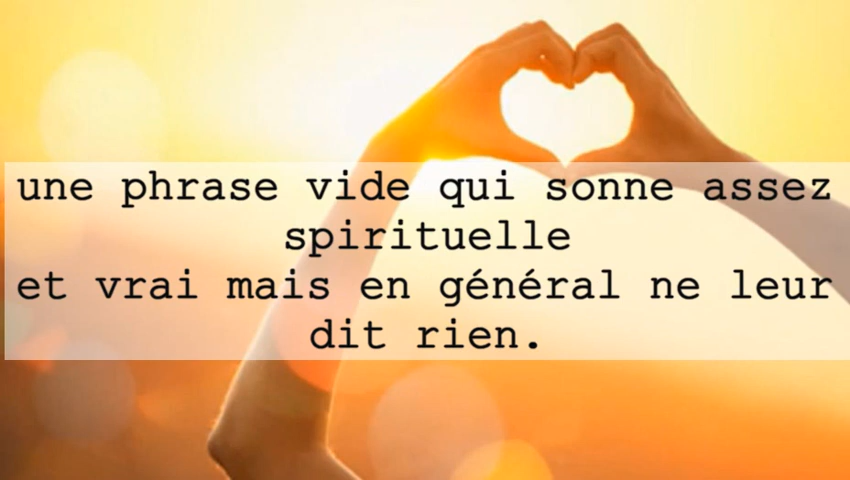 une phrase vide qui sonne assez
spirituelle
et vrai mais en général ne leur
dit rien.